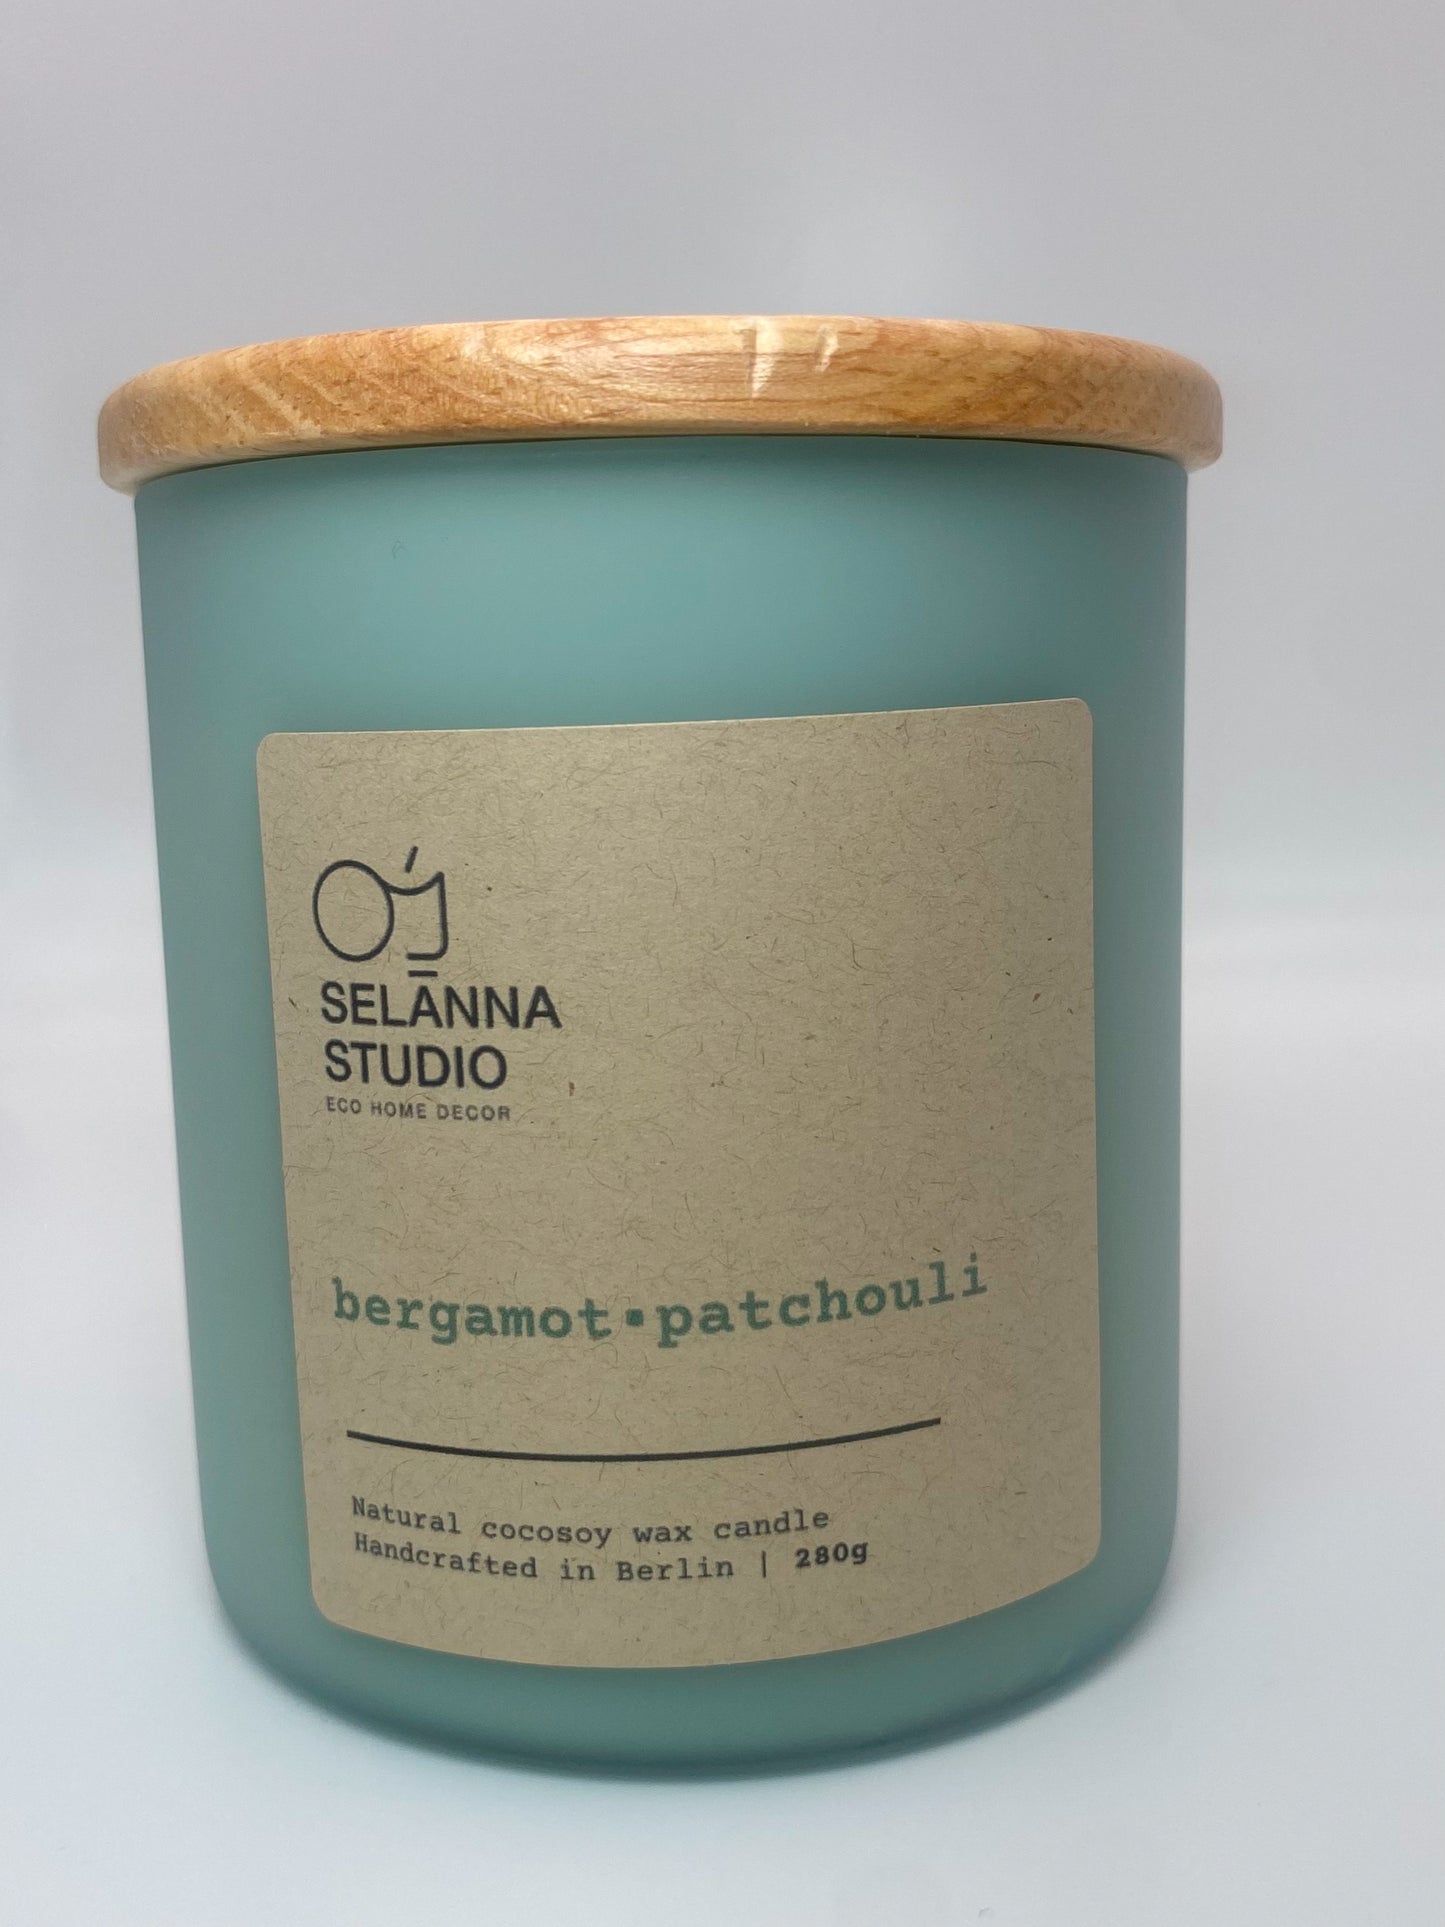 SELĀNNA
STUDIO
ECO HOME DECOR
bergamot▪patchouli
Natural cocosoy wax candle
Handcrafted in Berlin | 280g